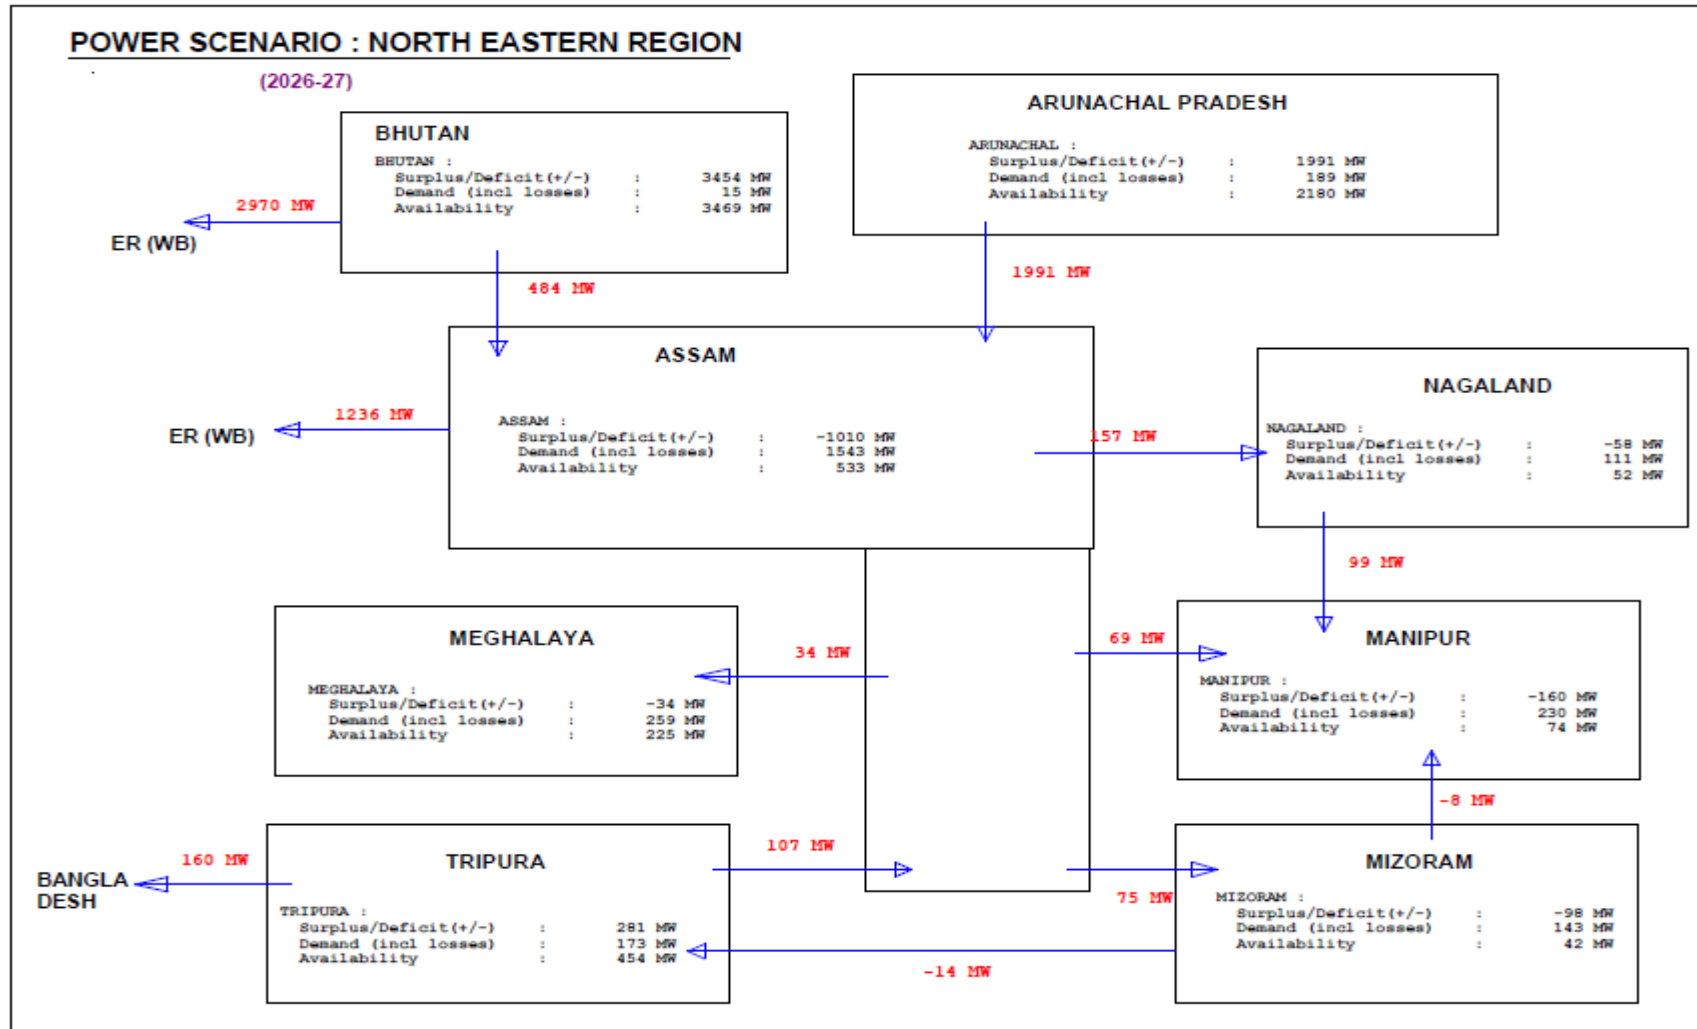 POWER SCENARIO : NORTH EASTERN REGION
(2026-27)
BHUTAN
BHUTAN :
Surplus/Deficit(+/-) : 3454 MW
Demand (incl losses) : 15 MW
Availability : 3469 MW
2970 MW
ER (WB)
484 MW
ARUNACHAL PRADESH
ARUNACHAL :
Surplus/Deficit(+/-) : 1991 MW
Demand (incl losses) : 189 MW
Availability : 2180 MW
1991 MW
ASSAM
ASSAM :
Surplus/Deficit(+/-) : -1010 MW
Demand (incl losses) : 1543 MW
Availability : 533 MW
1236 MW
ER (WB)
157 MW
NAGALAND
NAGALAND :
Surplus/Deficit(+/-) : -58 MW
Demand (incl losses) : 111 MW
Availability : 52 MW
99 MW
MEGHALAYA
MEGHALAYA :
Surplus/Deficit(+/-) : -34 MW
Demand (incl losses) : 259 MW
Availability : 225 MW
34 MW
69 MW
MANIPUR
MANIPUR :
Surplus/Deficit(+/-) : -160 MW
Demand (incl losses) : 230 MW
Availability : 74 MW
-8 MW
TRIPURA
TRIPURA :
Surplus/Deficit(+/-) : 281 MW
Demand (incl losses) : 173 MW
Availability : 454 MW
160 MW
BANGLA
DESH
107 MW
75 MW
-14 MW
MIZORAM
MIZORAM :
Surplus/Deficit(+/-) : -98 MW
Demand (incl losses) : 143 MW
Availability : 42 MW